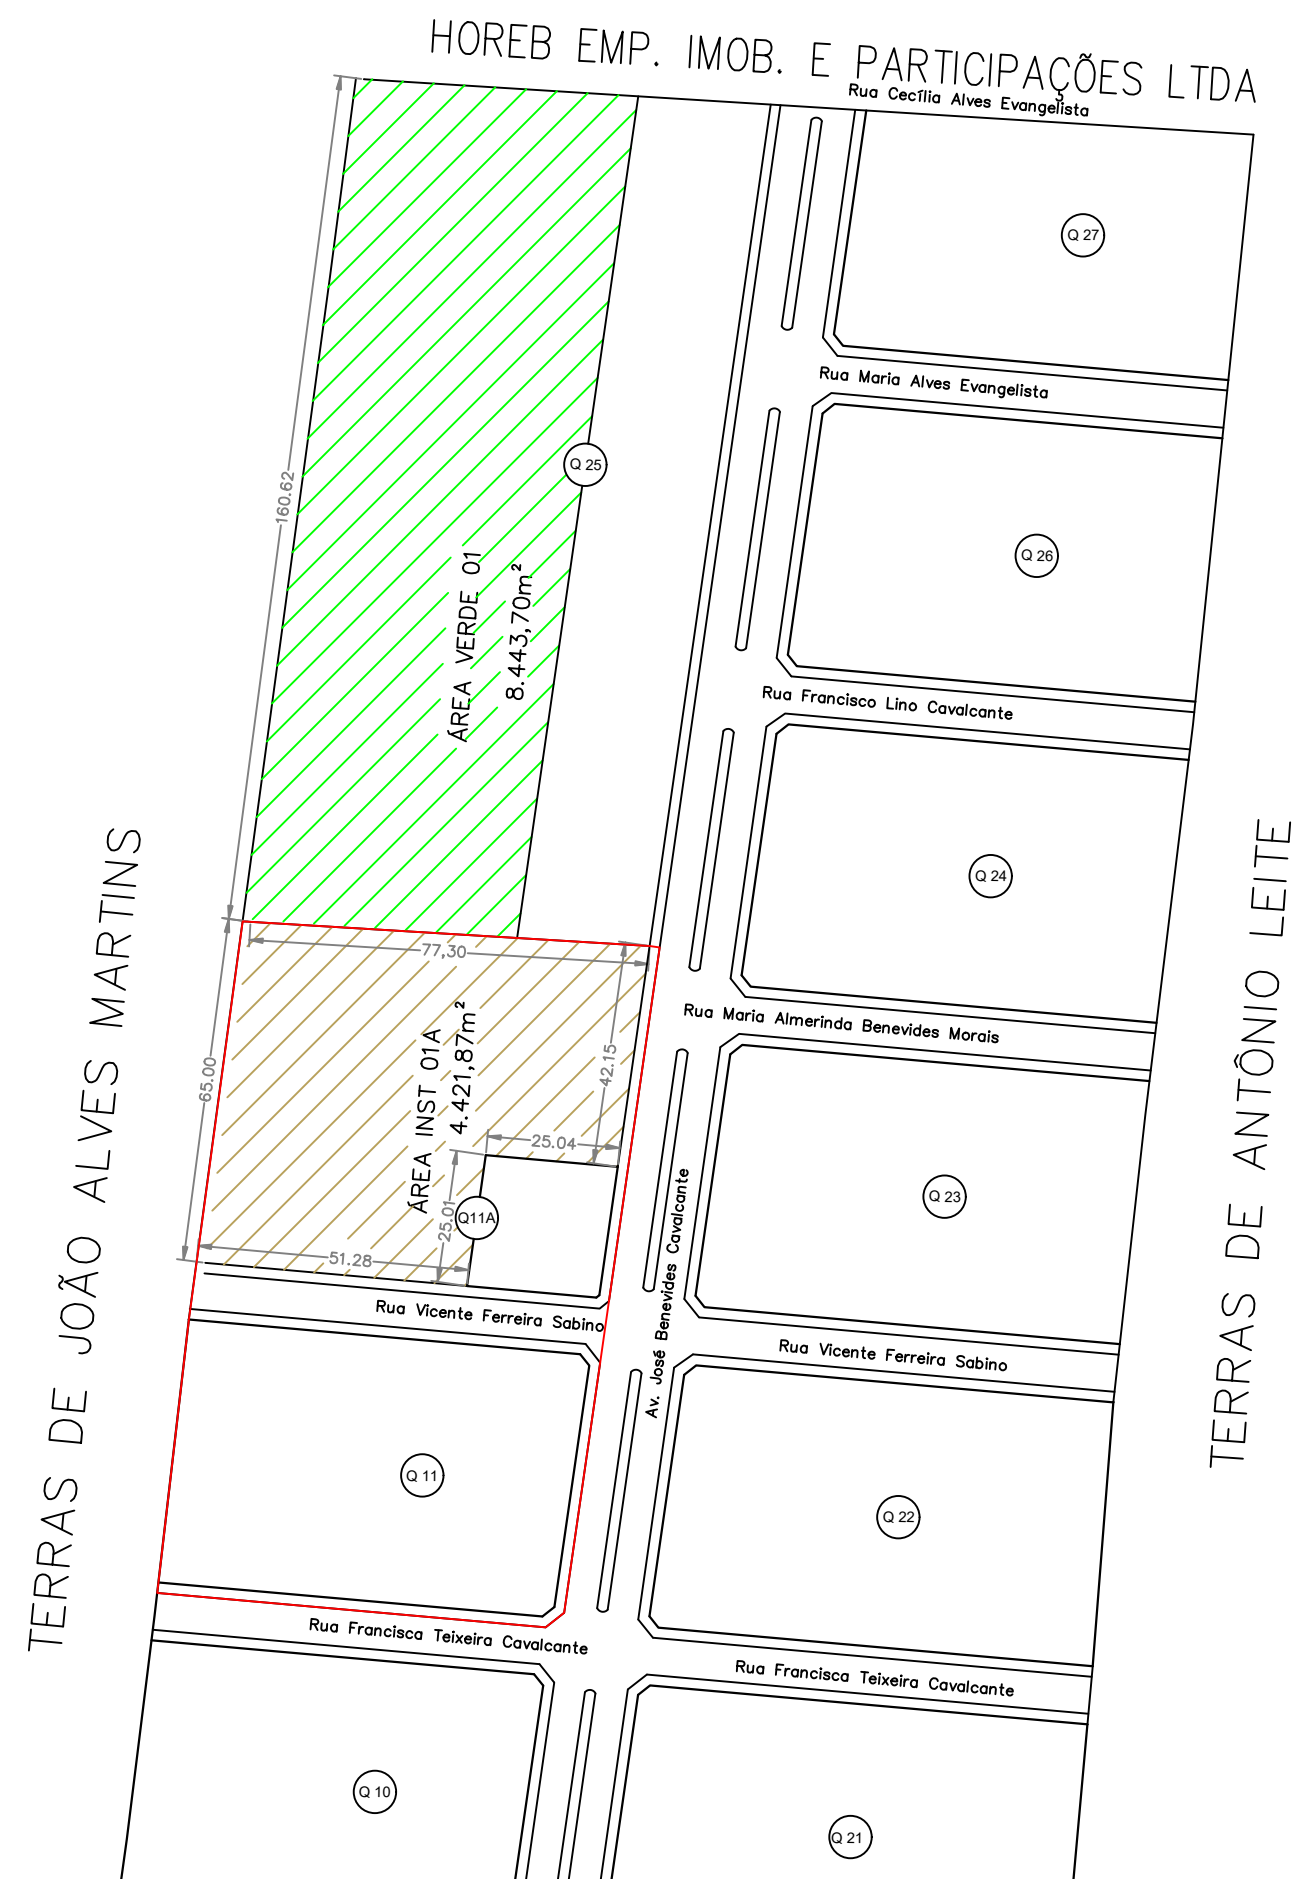 HOREB EMP. IMOB. E PARTICIPAÇÕES LTDA
Rua Cecília Alves Evangelista
Q 27
Rua Maria Alves Evangelista
Q 25
160.62
Q 26
ÁREA VERDE 01
8.443,70m²
Rua Francisco Lino Cavalcante
Q 24
TERRAS DE JOÃO ALVES MARTINS
TERRAS DE ANTÔNIO LEITE
77,30
Rua Maria Almerinda Benevides Morais
65.00
ÁREA INST 01A
4.421,87m²
42.15
25.04
Q 23
Q11A
25.01
51.28
Av. José Benevides Cavalcante
Rua Vicente Ferreira Sabino
Rua Vicente Ferreira Sabino
Q 11
Q 22
Rua Francisca Teixeira Cavalcante
Rua Francisca Teixeira Cavalcante
Q 10
Q 21